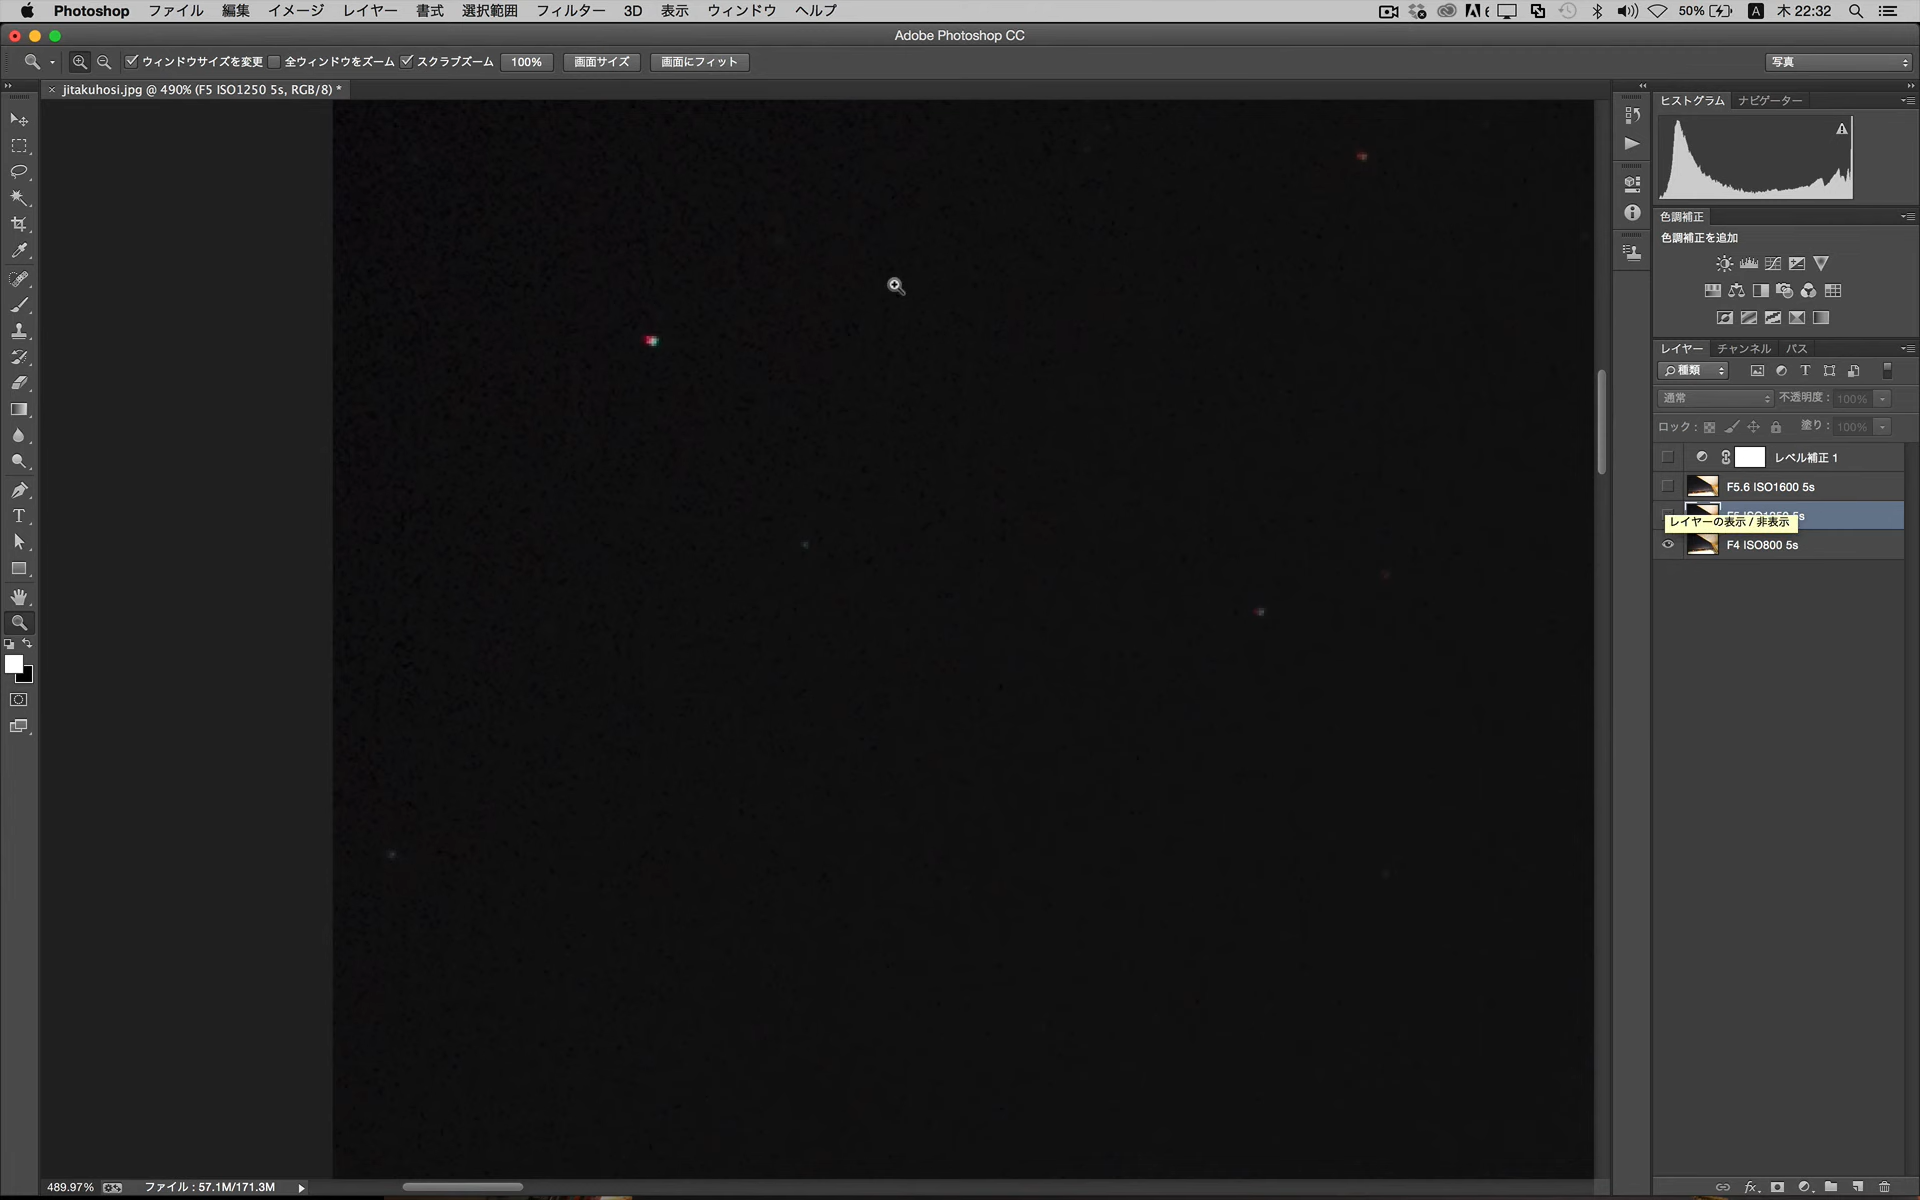 Photoshop ファイル 編集 イメージ レイヤー 書式 選択範囲 フィルター 3D 表示 ウィンドウ ヘルプ 6 50% A 木 22:32
Adobe Photoshop CC
ウィンドウサイズを変更 全ウィンドウをズーム スクラブズーム 100% 画面サイズ 画面にフィット 写真
× jitakuhosi.jpg @ 490% (F5 ISO1250 5s, RGB/8) *
ヒストグラム ナビゲーター
色調補正
色調補正を追加
レイヤー チャンネル パス
種類
通常 不透明度: 100%
ロック: 塗り: 100%
レベル補正 1
F5.6 ISO1600 5s
レイヤーの表示 / 非表示
F4 ISO800 5s
489.97% ファイル : 57.1M/171.3M